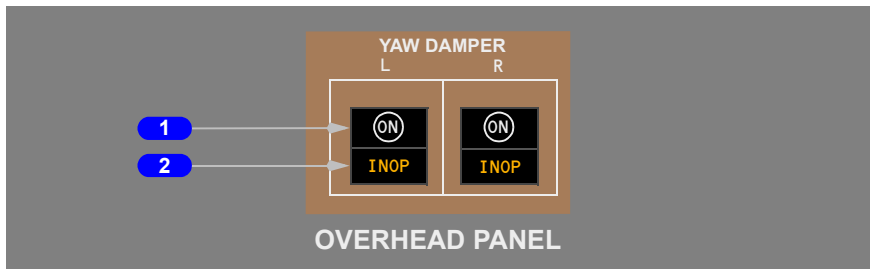 YAW DAMPER
L R
1 ON ON
2 INOP INOP
OVERHEAD PANEL